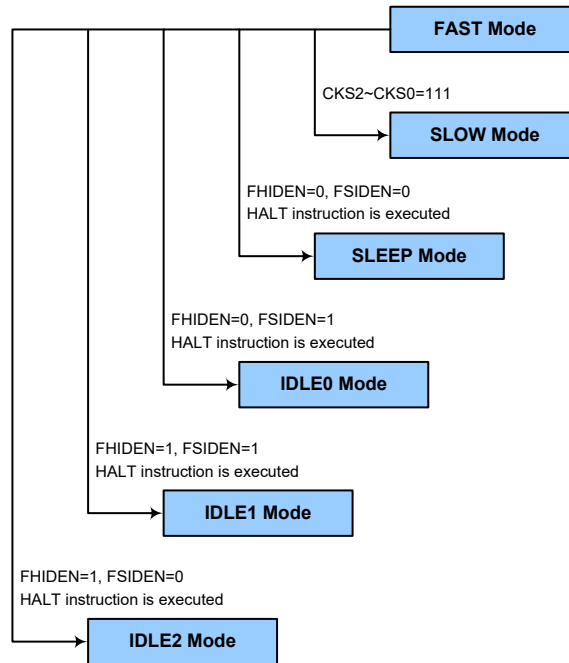 FAST Mode
CKS2~CKS0=111
SLOW Mode
FHIDEN=0, FSIDEN=0
HALT instruction is executed
SLEEP Mode
FHIDEN=0, FSIDEN=1
HALT instruction is executed
IDLE0 Mode
FHIDEN=1, FSIDEN=1
HALT instruction is executed
IDLE1 Mode
FHIDEN=1, FSIDEN=0
HALT instruction is executed
IDLE2 Mode